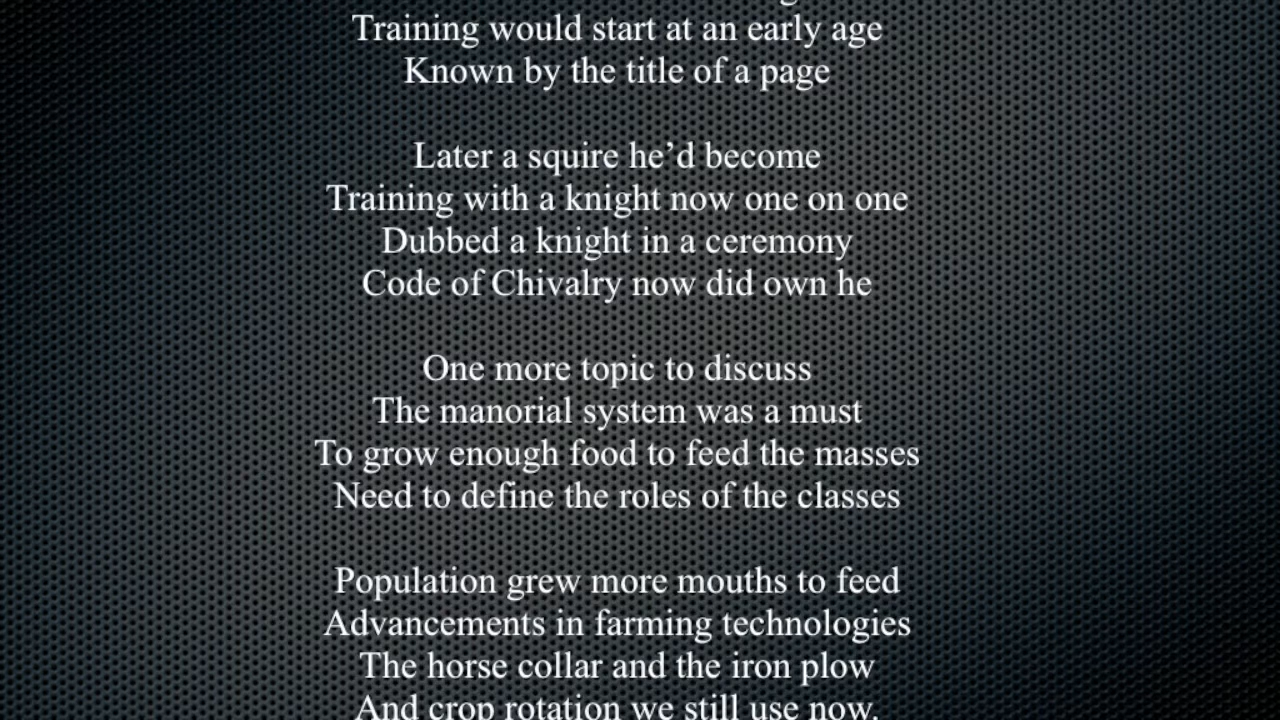 Training would start at an early age
Known by the title of a page
Later a squire he’d become
Training with a knight now one on one
Dubbed a knight in a ceremony
Code of Chivalry now did own he
One more topic to discuss
The manorial system was a must
To grow enough food to feed the masses
Need to define the roles of the classes
Population grew more mouths to feed
Advancements in farming technologies
The horse collar and the iron plow
And crop rotation we still use now.